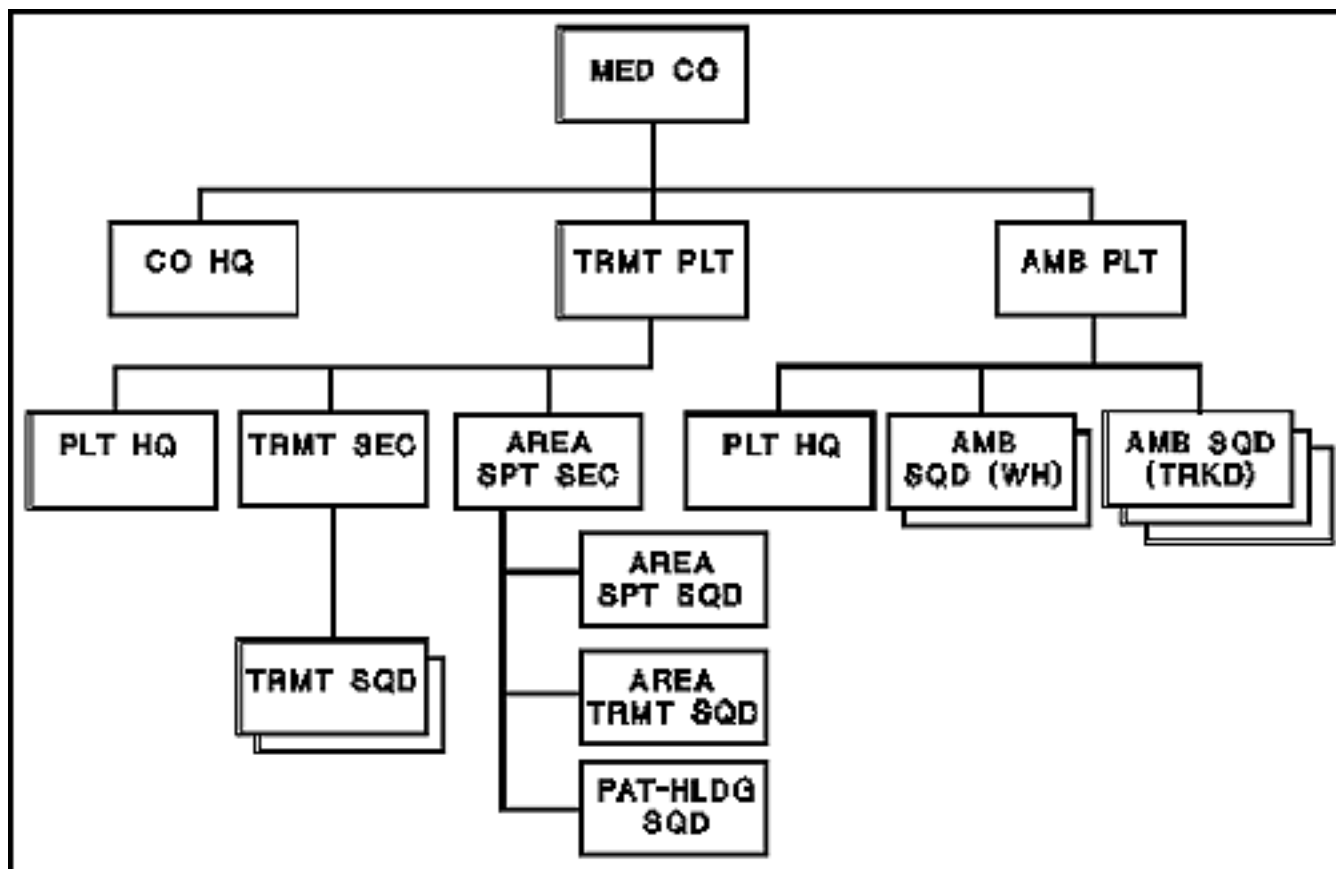 MED CO
CO HQ
TRMT PLT
AMB PLT
PLT HQ
TRMT SEC
AREA
SPT SEC
PLT HQ
AMB
SQD (WH)
AMB SQD
(TRKD)
AREA
SPT SQD
TRMT SQD
AREA
TRMT SQD
PAT-HLDG
SQD